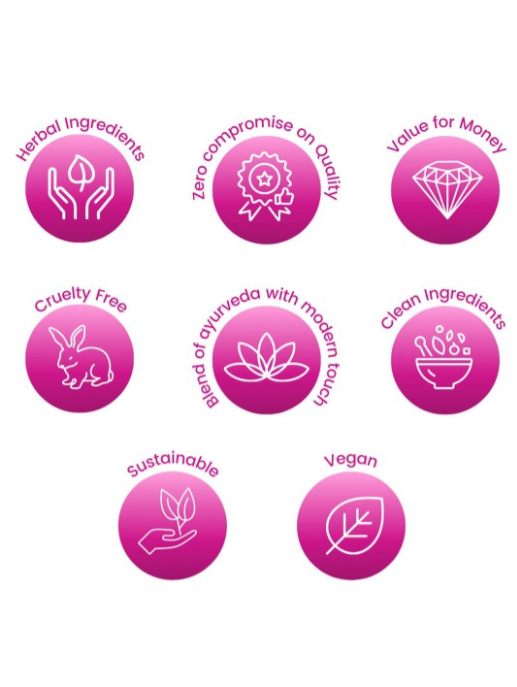 Herbal Ingredients
Zero compromise on Quality
Value for Money
Cruelty Free
Blend of ayurveda with modern touch
Clean Ingredients
Sustainable
Vegan